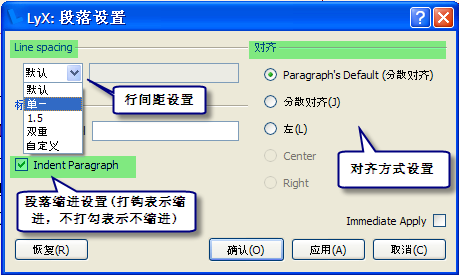 LyX: 段落设置
Line spacing
对齐
默认
默认
单一
1.5
双重
自定义
行间距设置
Paragraph's Default (分散对齐)
分散对齐(J)
左(L)
Center
Right
对齐方式设置
Indent Paragraph
段落缩进设置(打钩表示缩
进，不打勾表示不缩进)
Immediate Apply
恢复(R)
确认(O)
应用(A)
取消(C)